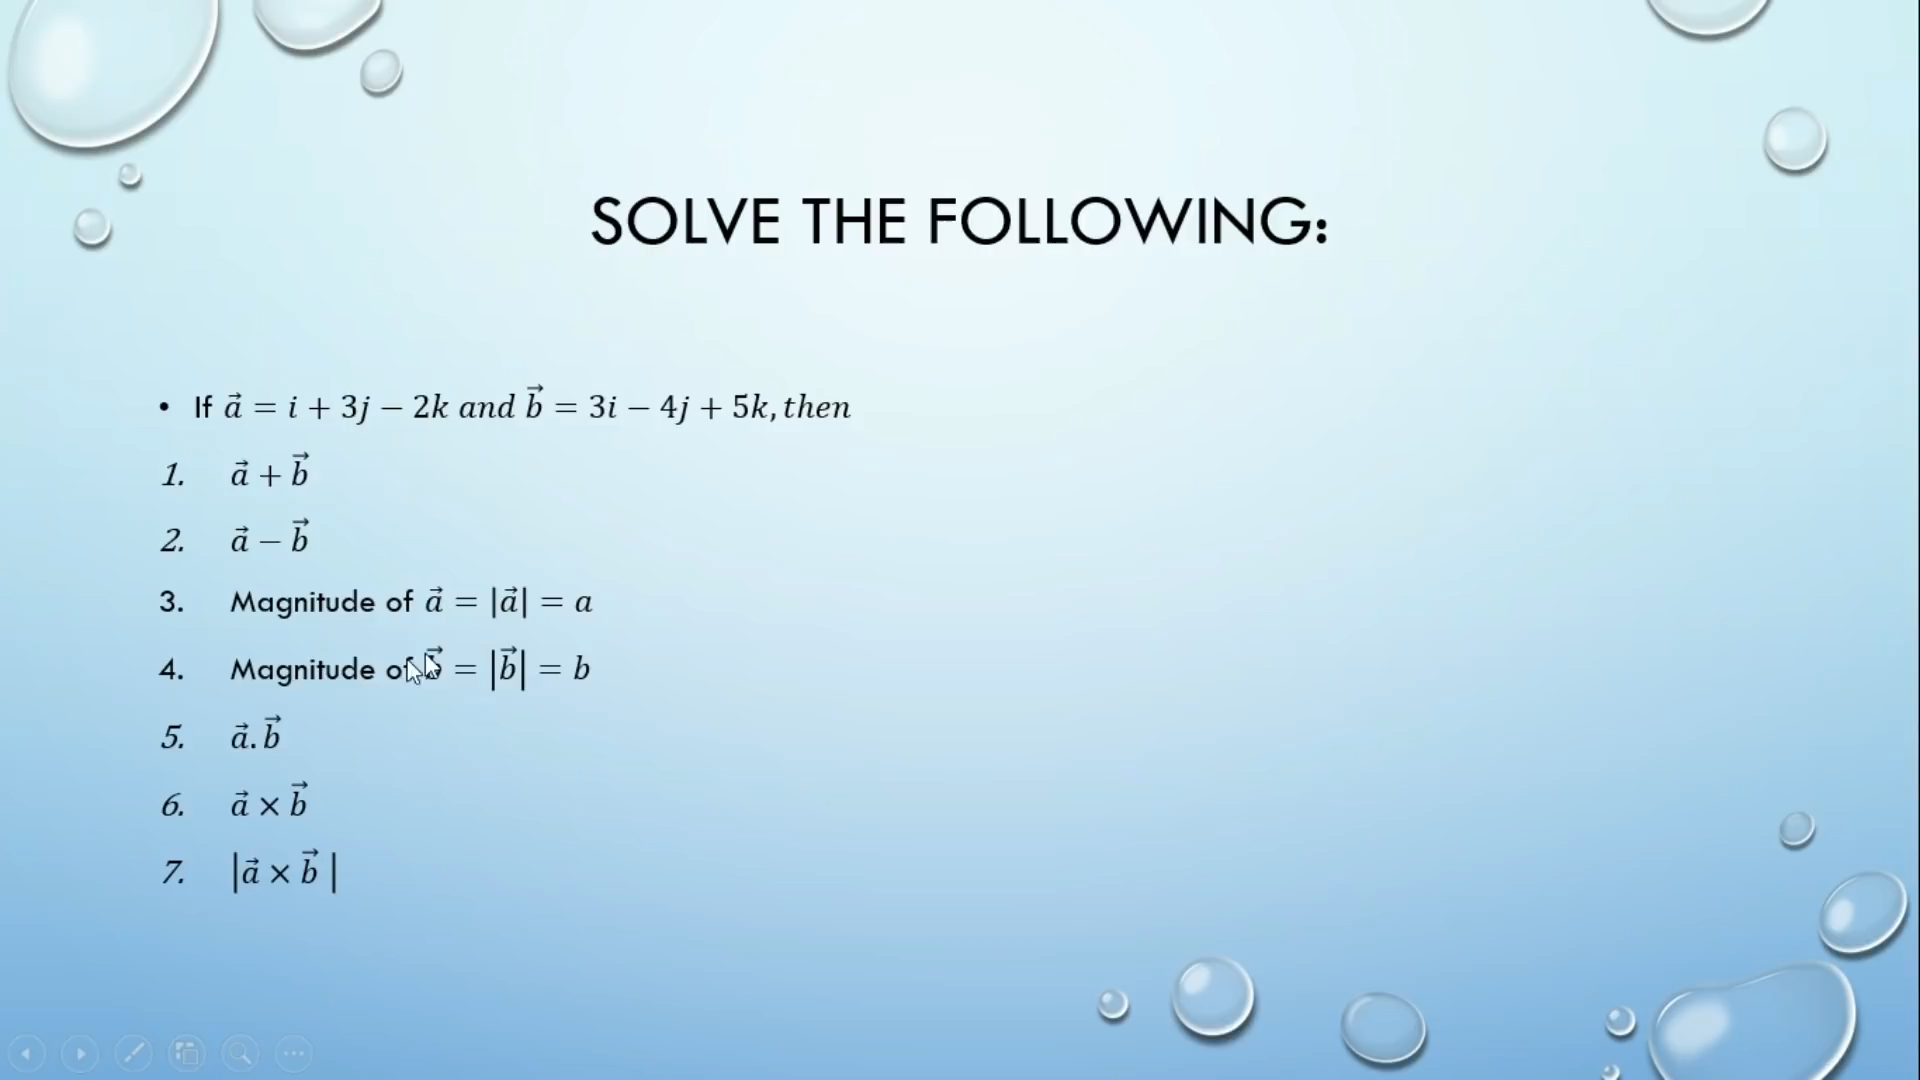 SOLVE THE FOLLOWING:
• If a⃗ = i + 3j − 2k and b⃗ = 3i − 4j + 5k, then
1. a⃗ + b⃗
2. a⃗ − b⃗
3. Magnitude of a⃗ = |a⃗| = a
4. Magnitude of b⃗ = |b⃗| = b
5. a⃗.b⃗
6. a⃗ × b⃗
7. |a⃗ × b⃗ |